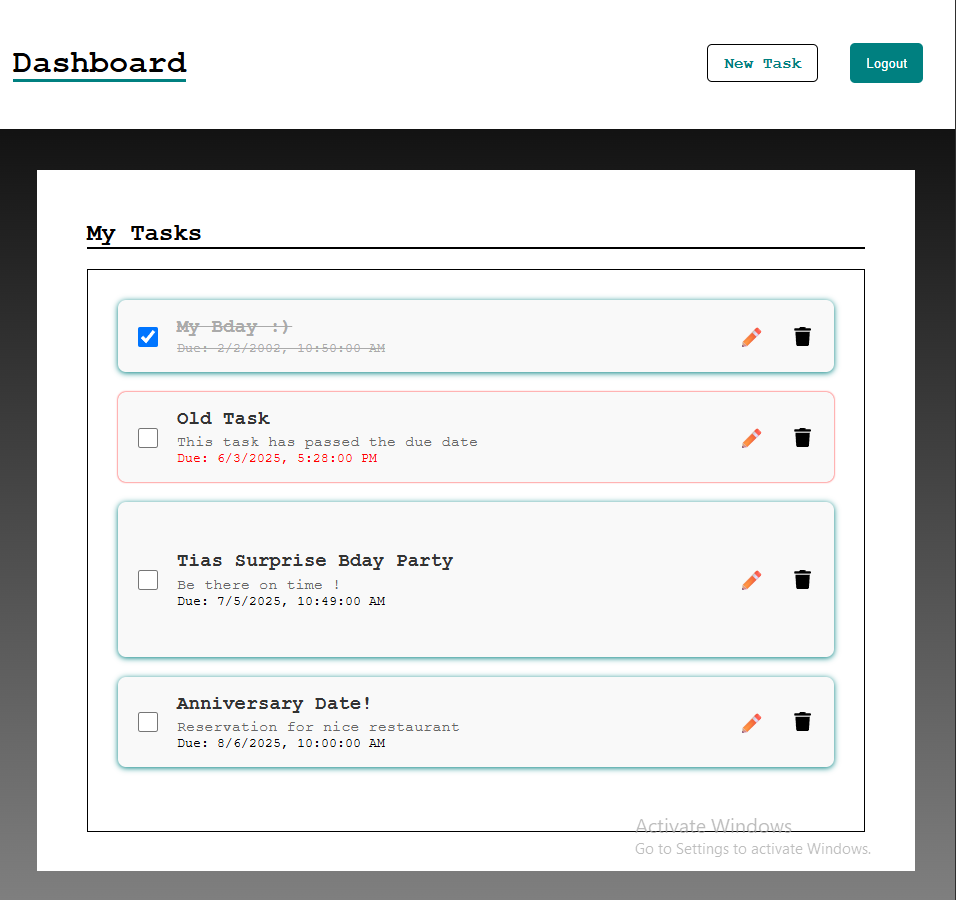 Dashboard
New Task
Logout
My Tasks
My Bday :)
Due: 2/2/2002, 10:50:00 AM
Old Task
This task has passed the due date
Due: 6/3/2025, 5:28:00 PM
Tias Surprise Bday Party
Be there on time !
Due: 7/5/2025, 10:49:00 AM
Anniversary Date!
Reservation for nice restaurant
Due: 8/6/2025, 10:00:00 AM
Activate Windows
Go to Settings to activate Windows.